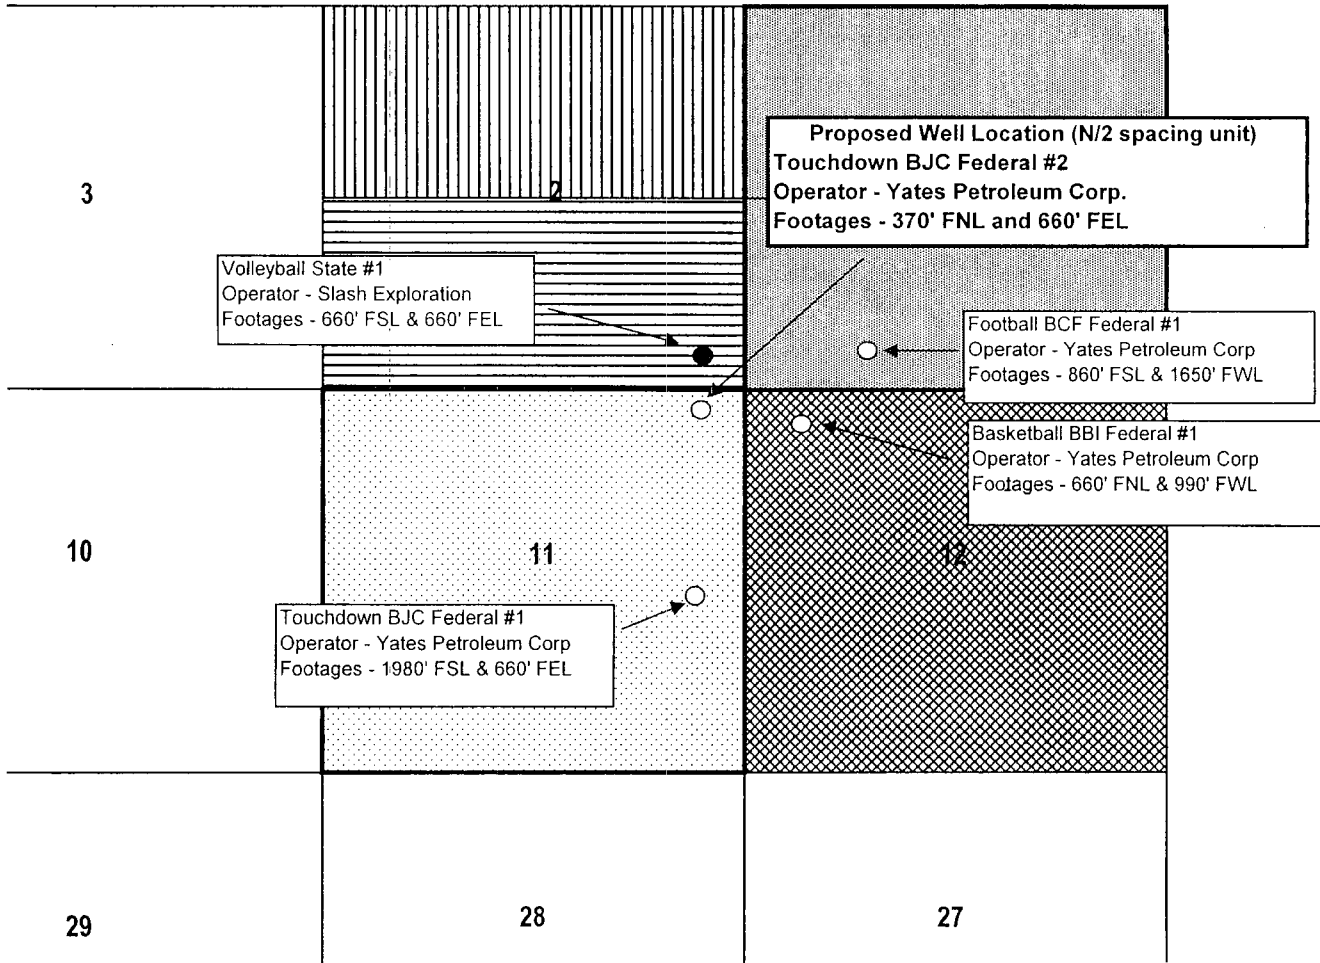 Proposed Well Location (N/2 spacing unit)
Touchdown BJC Federal #2
Operator - Yates Petroleum Corp.
Footages - 370' FNL and 660' FEL
3
2
Volleyball State #1
Operator - Slash Exploration
Footages - 660' FSL & 660' FEL
Football BCF Federal #1
Operator - Yates Petroleum Corp
Footages - 860' FSL & 1650' FWL
Basketball BBI Federal #1
Operator - Yates Petroleum Corp
Footages - 660' FNL & 990' FWL
10
11
12
Touchdown BJC Federal #1
Operator - Yates Petroleum Corp
Footages - 1980' FSL & 660' FEL
29
28
27